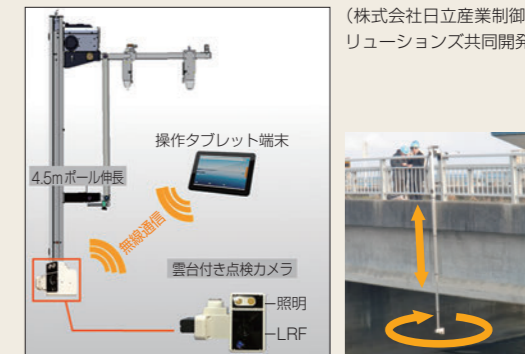 （株式会社日立産業制御
リューションズ共同開発
操作タブレット端末
4.5mポール伸長
無線通信
雲台付き点検カメラ
照明
LRF